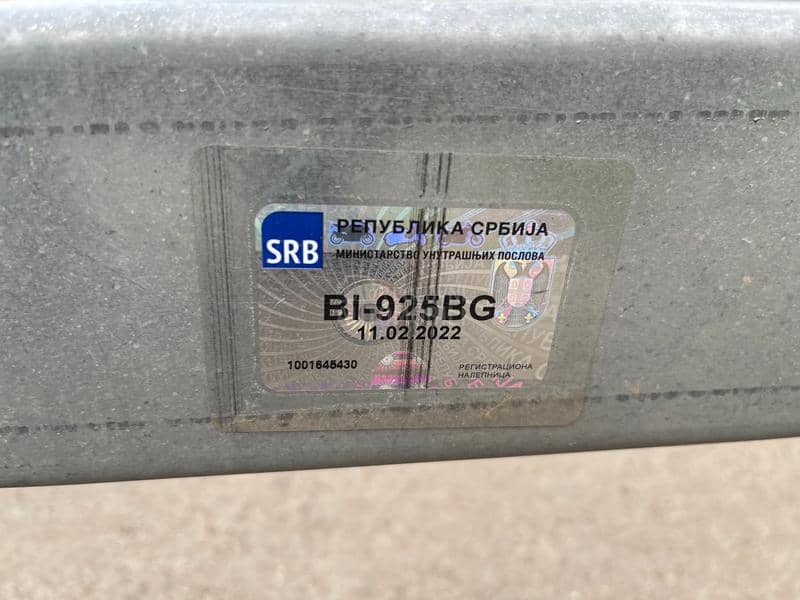 SRB
РЕПУБЛИКА СРБИЈА
МИНИСТАРСТВО УНУТРАШЊИХ ПОСЛОВА
BI-925BG
11.02.2022
1001645430
РЕГИСТРАЦИОНА
НАЛЕПНИЦА